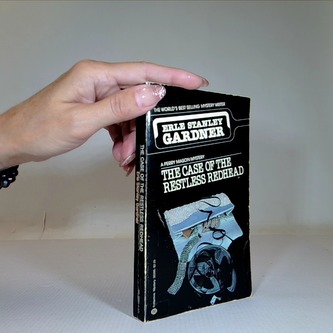 THE WORLD'S BEST SELLING MYSTERY WRITER
ERLE STANLEY
GARDNER
A PERRY MASON MYSTERY
THE CASE OF THE
RESTLESS REDHEAD
THE CASE OF THE RESTLESS REDHEAD
Erle Stanley Gardner